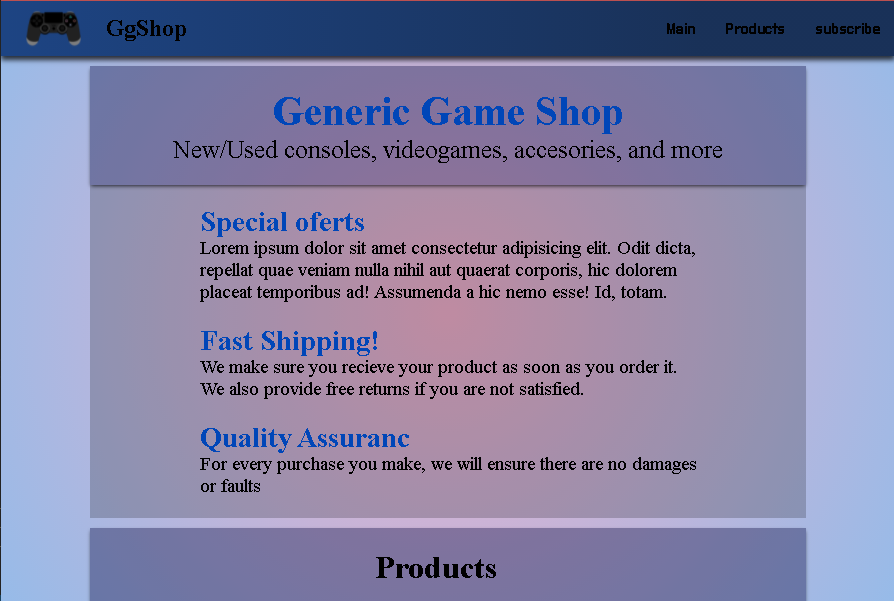 GgShop
Main Products subscribe
Generic Game Shop
New/Used consoles, videogames, accesories, and more
Special oferts
Lorem ipsum dolor sit amet consectetur adipisicing elit. Odit dicta,
repellat quae veniam nulla nihil aut quaerat corporis, hic dolorem
placeat temporibus ad! Assumenda a hic nemo esse! Id, totam.
Fast Shipping!
We make sure you recieve your product as soon as you order it.
We also provide free returns if you are not satisfied.
Quality Assuranc
For every purchase you make, we will ensure there are no damages
or faults
Products